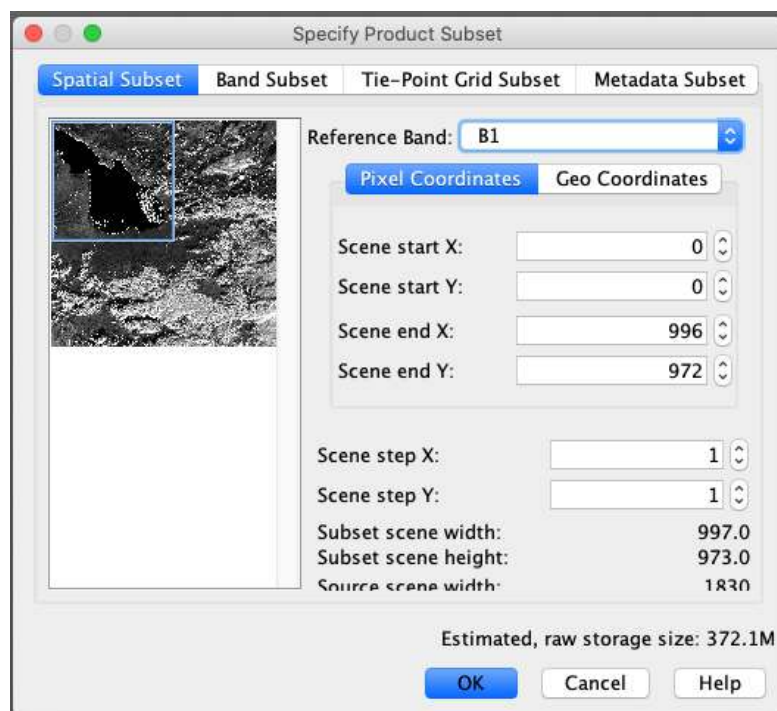 Specify Product Subset
Spatial Subset Band Subset Tie-Point Grid Subset Metadata Subset
Reference Band: B1
Pixel Coordinates Geo Coordinates
Scene start X: 0
Scene start Y: 0
Scene end X: 996
Scene end Y: 972
Scene step X: 1
Scene step Y: 1
Subset scene width: 997.0
Subset scene height: 973.0
Source scene width: 1830
Estimated, raw storage size: 372.1M
OK Cancel Help